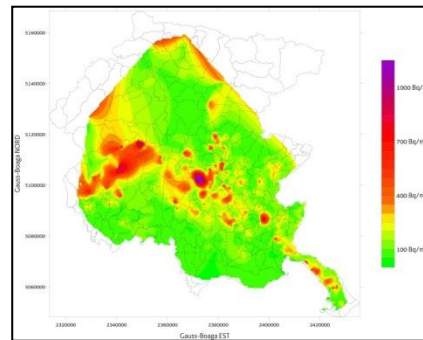 5160000
5140000
5120000
5100000
5080000
5060000
Gauss-Boaga NORD
2320000
2340000
2360000
2380000
2400000
2420000
Gauss-Boaga EST
1000 Bq/m
700 Bq/m
400 Bq/m
100 Bq/m